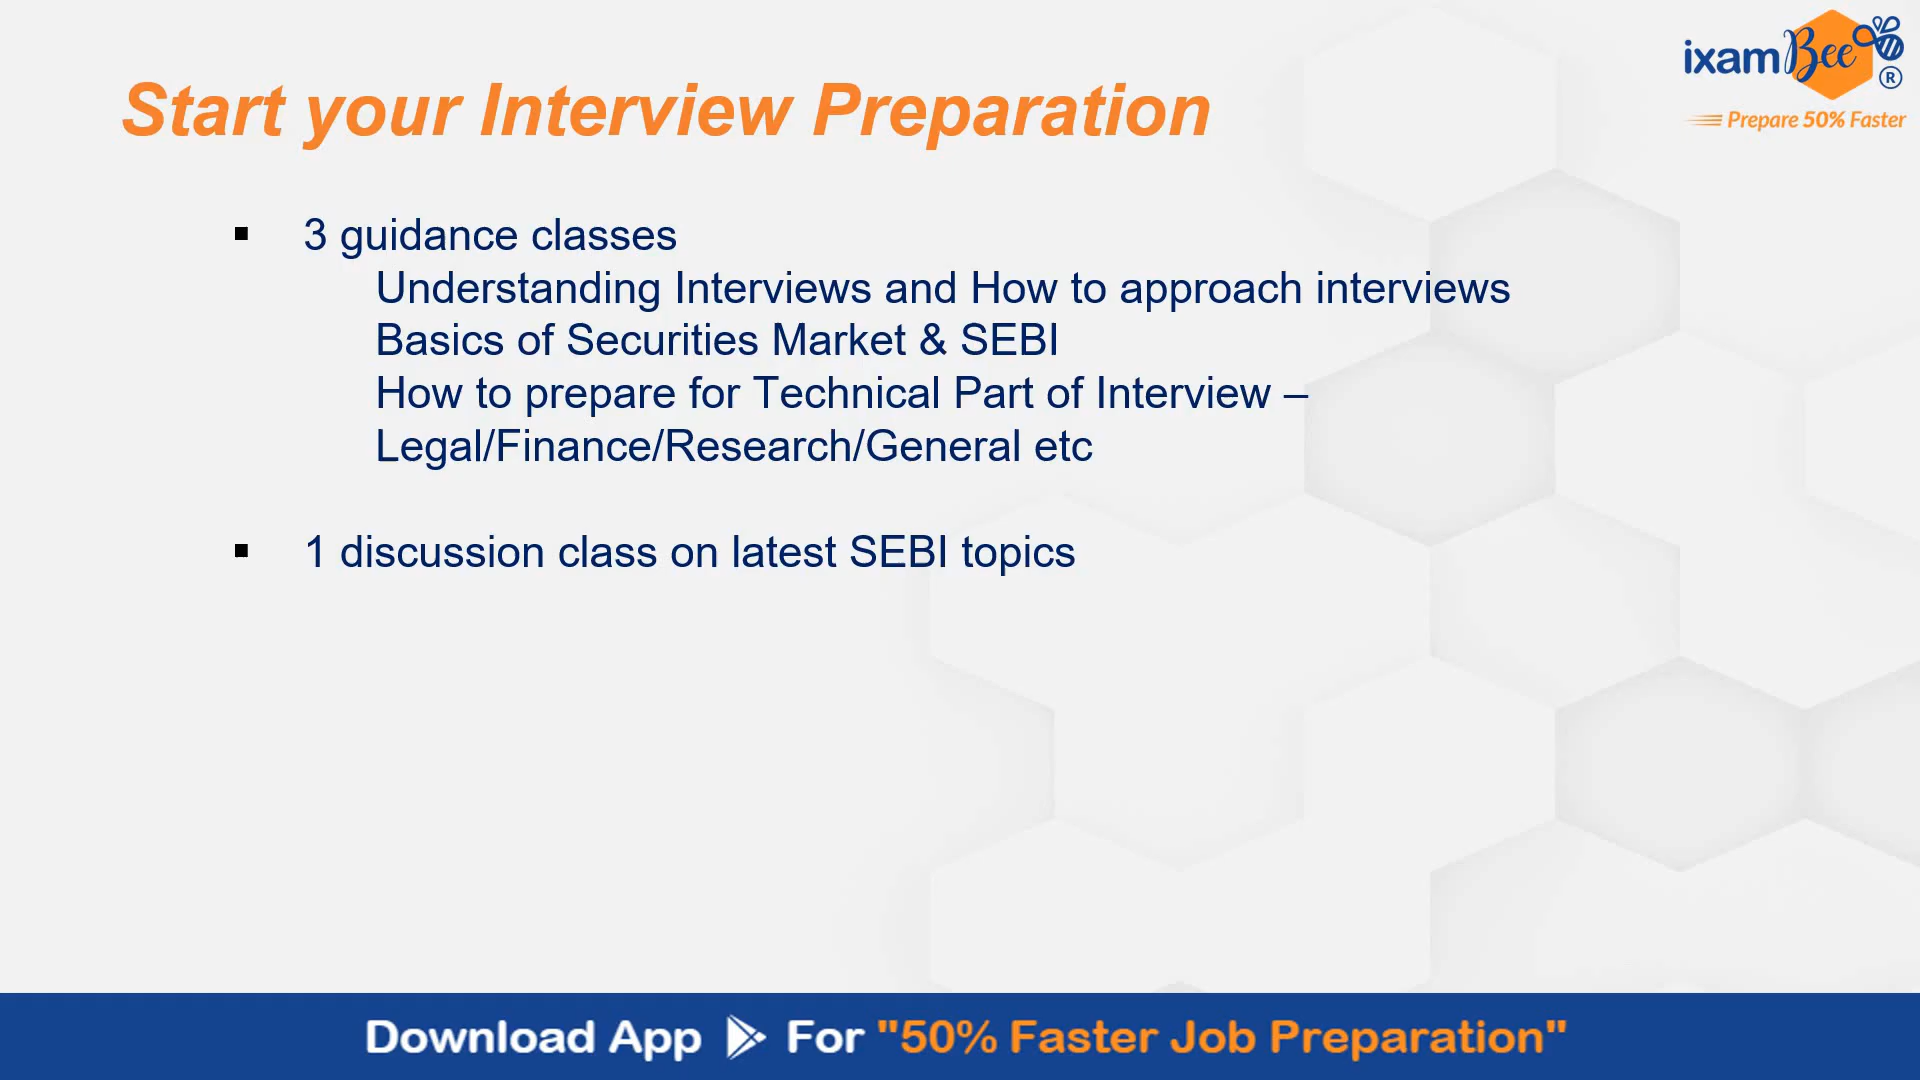 ixamBee®
Prepare 50% Faster
Start your Interview Preparation
▪ 3 guidance classes
Understanding Interviews and How to approach interviews
Basics of Securities Market & SEBI
How to prepare for Technical Part of Interview –
Legal/Finance/Research/General etc
▪ 1 discussion class on latest SEBI topics
Download App For "50% Faster Job Preparation"